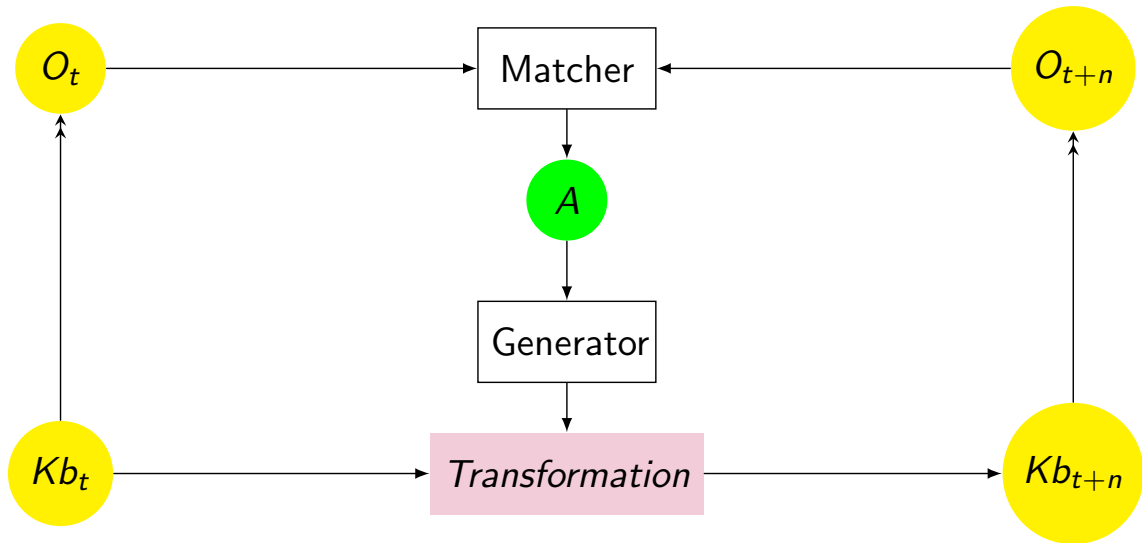 O_t
Matcher
O_{t+n}
A
Generator
Kb_t
Transformation
Kb_{t+n}